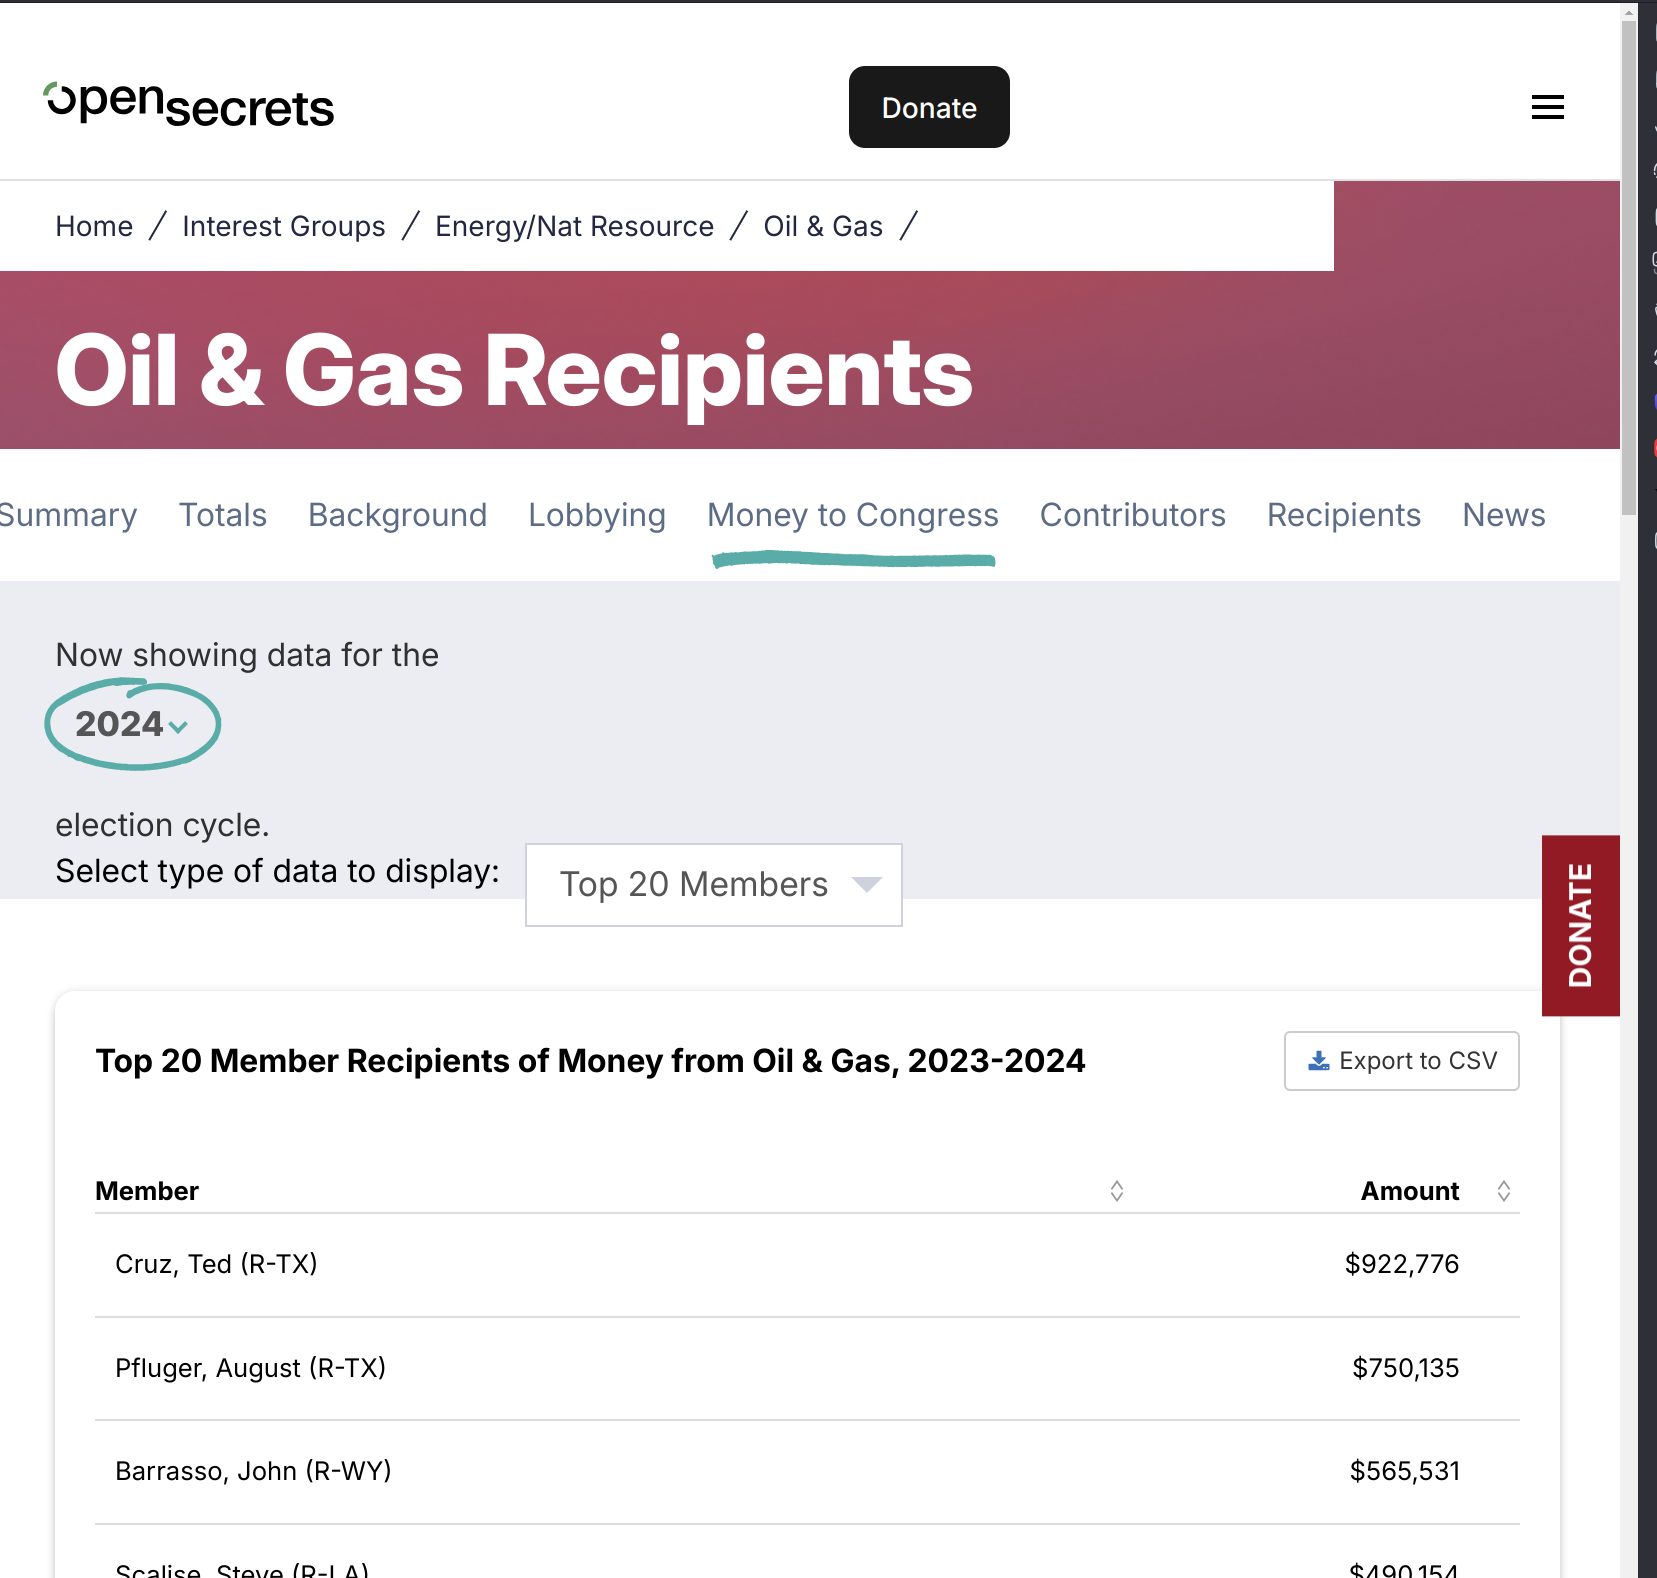 opensecrets
Donate
Home / Interest Groups / Energy/Nat Resource / Oil & Gas /
Oil & Gas Recipients
Summary Totals Background Lobbying Money to Congress Contributors Recipients News
Now showing data for the
2024
election cycle.
Select type of data to display: Top 20 Members
DONATE
Top 20 Member Recipients of Money from Oil & Gas, 2023-2024 Export to CSV
Member Amount
Cruz, Ted (R-TX) $922,776
Pfluger, August (R-TX) $750,135
Barrasso, John (R-WY) $565,531
Scalise, Steve (R-LA) $490,154